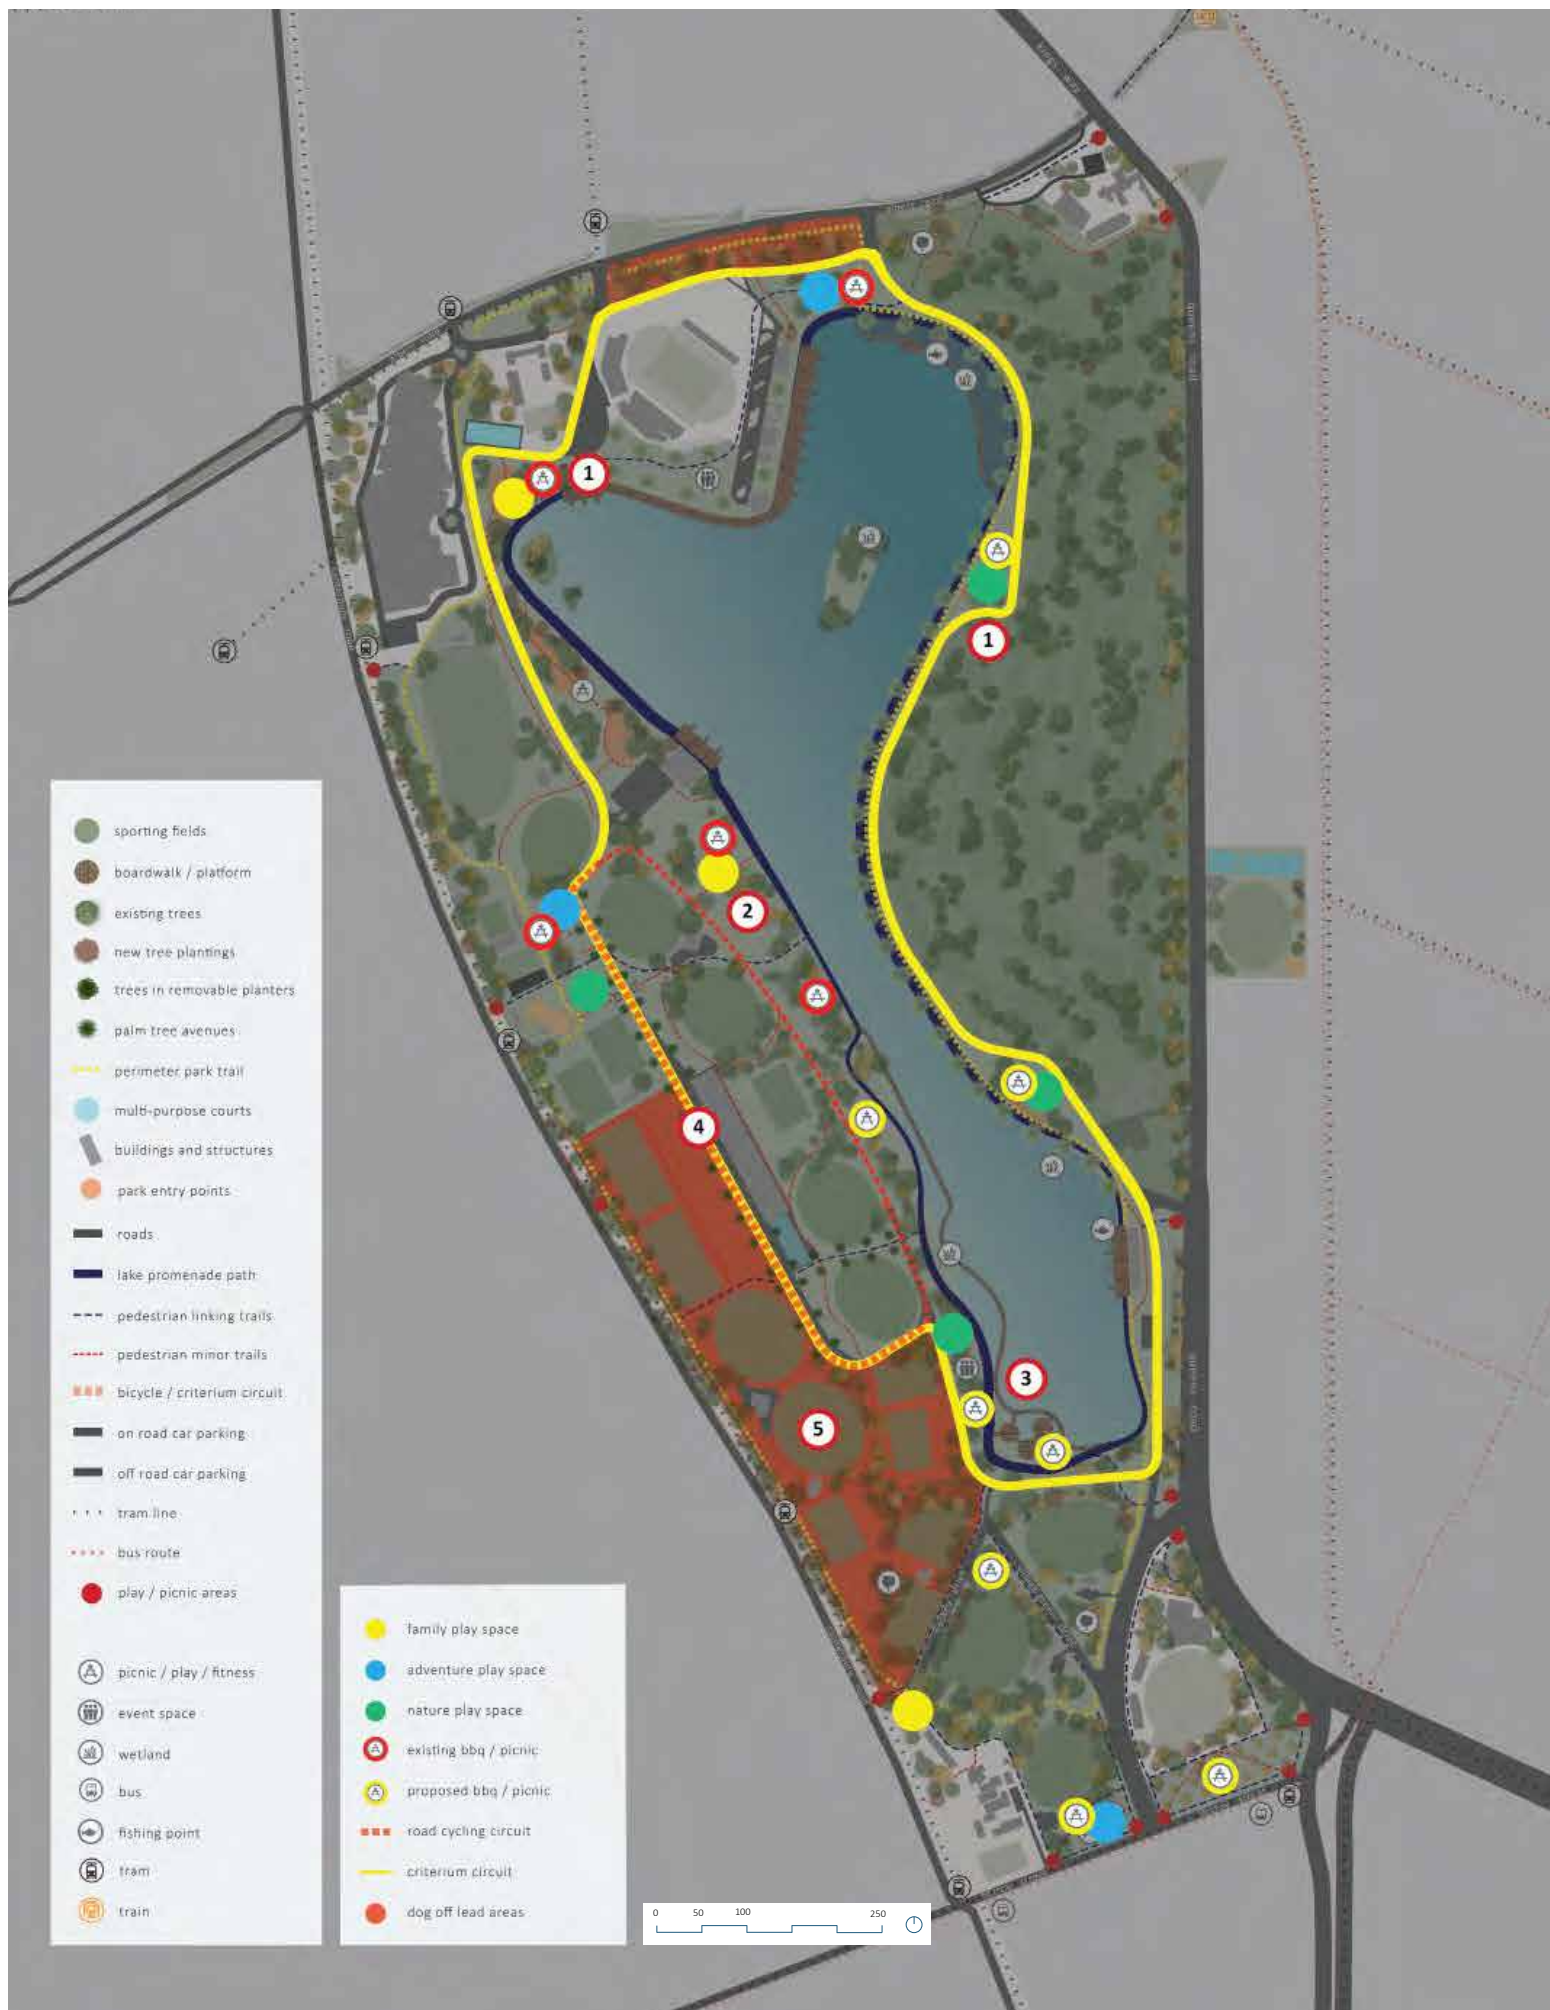 1
1
2
4
3
5
sporting fields
boardwalk / platform
existing trees
new tree plantings
trees in removable planters
palm tree avenues
perimeter park trail
multi-purpose courts
buildings and structures
park entry points
roads
lake promenade path
pedestrian linking trails
pedestrian minor trails
bicycle / criterium circuit
on road car parking
off road car parking
tram line
bus route
play / picnic areas
picnic / play / fitness
event space
wetland
bus
fishing point
tram
train
family play space
adventure play space
nature play space
existing bbq / picnic
proposed bbq / picnic
road cycling circuit
criterium circuit
dog off lead areas
0 50 100 250